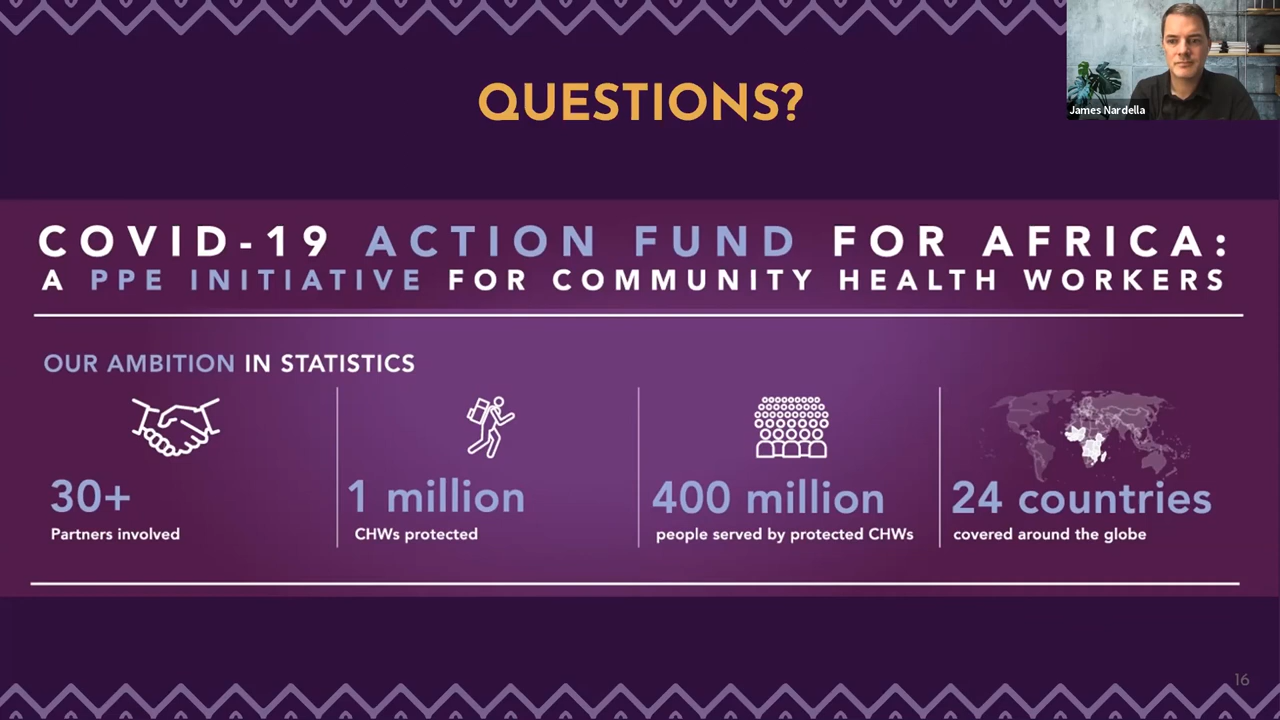 QUESTIONS?
James Nardella
COVID-19 ACTION FUND FOR AFRICA:
A PPE INITIATIVE FOR COMMUNITY HEALTH WORKERS
OUR AMBITION IN STATISTICS
30+
Partners involved
1 million
CHWs protected
400 million
people served by protected CHWs
24 countries
covered around the globe
16